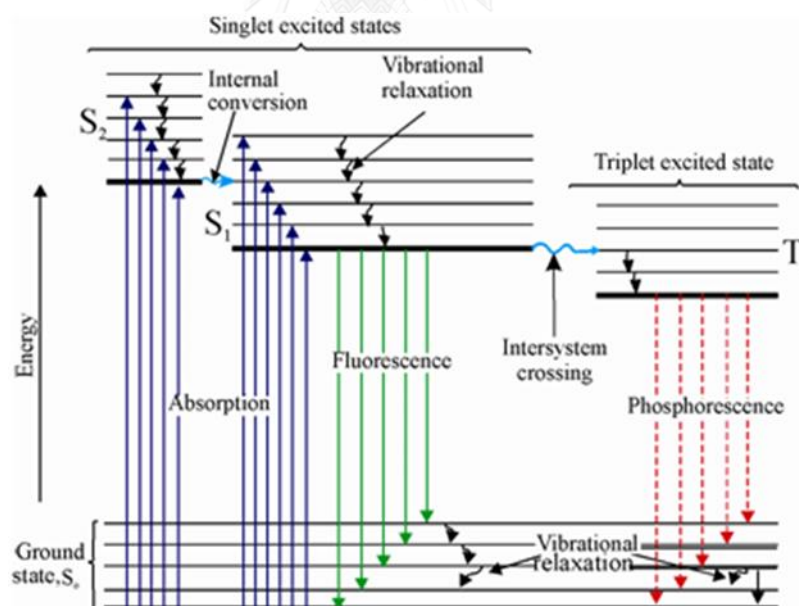 Singlet excited states
Internal
conversion
Vibrational
relaxation
S2
Triplet excited state
S1
T
Energy
Fluorescence
Intersystem
crossing
Absorption
Phosphorescence
Ground
state,S₀
Vibrational
relaxation